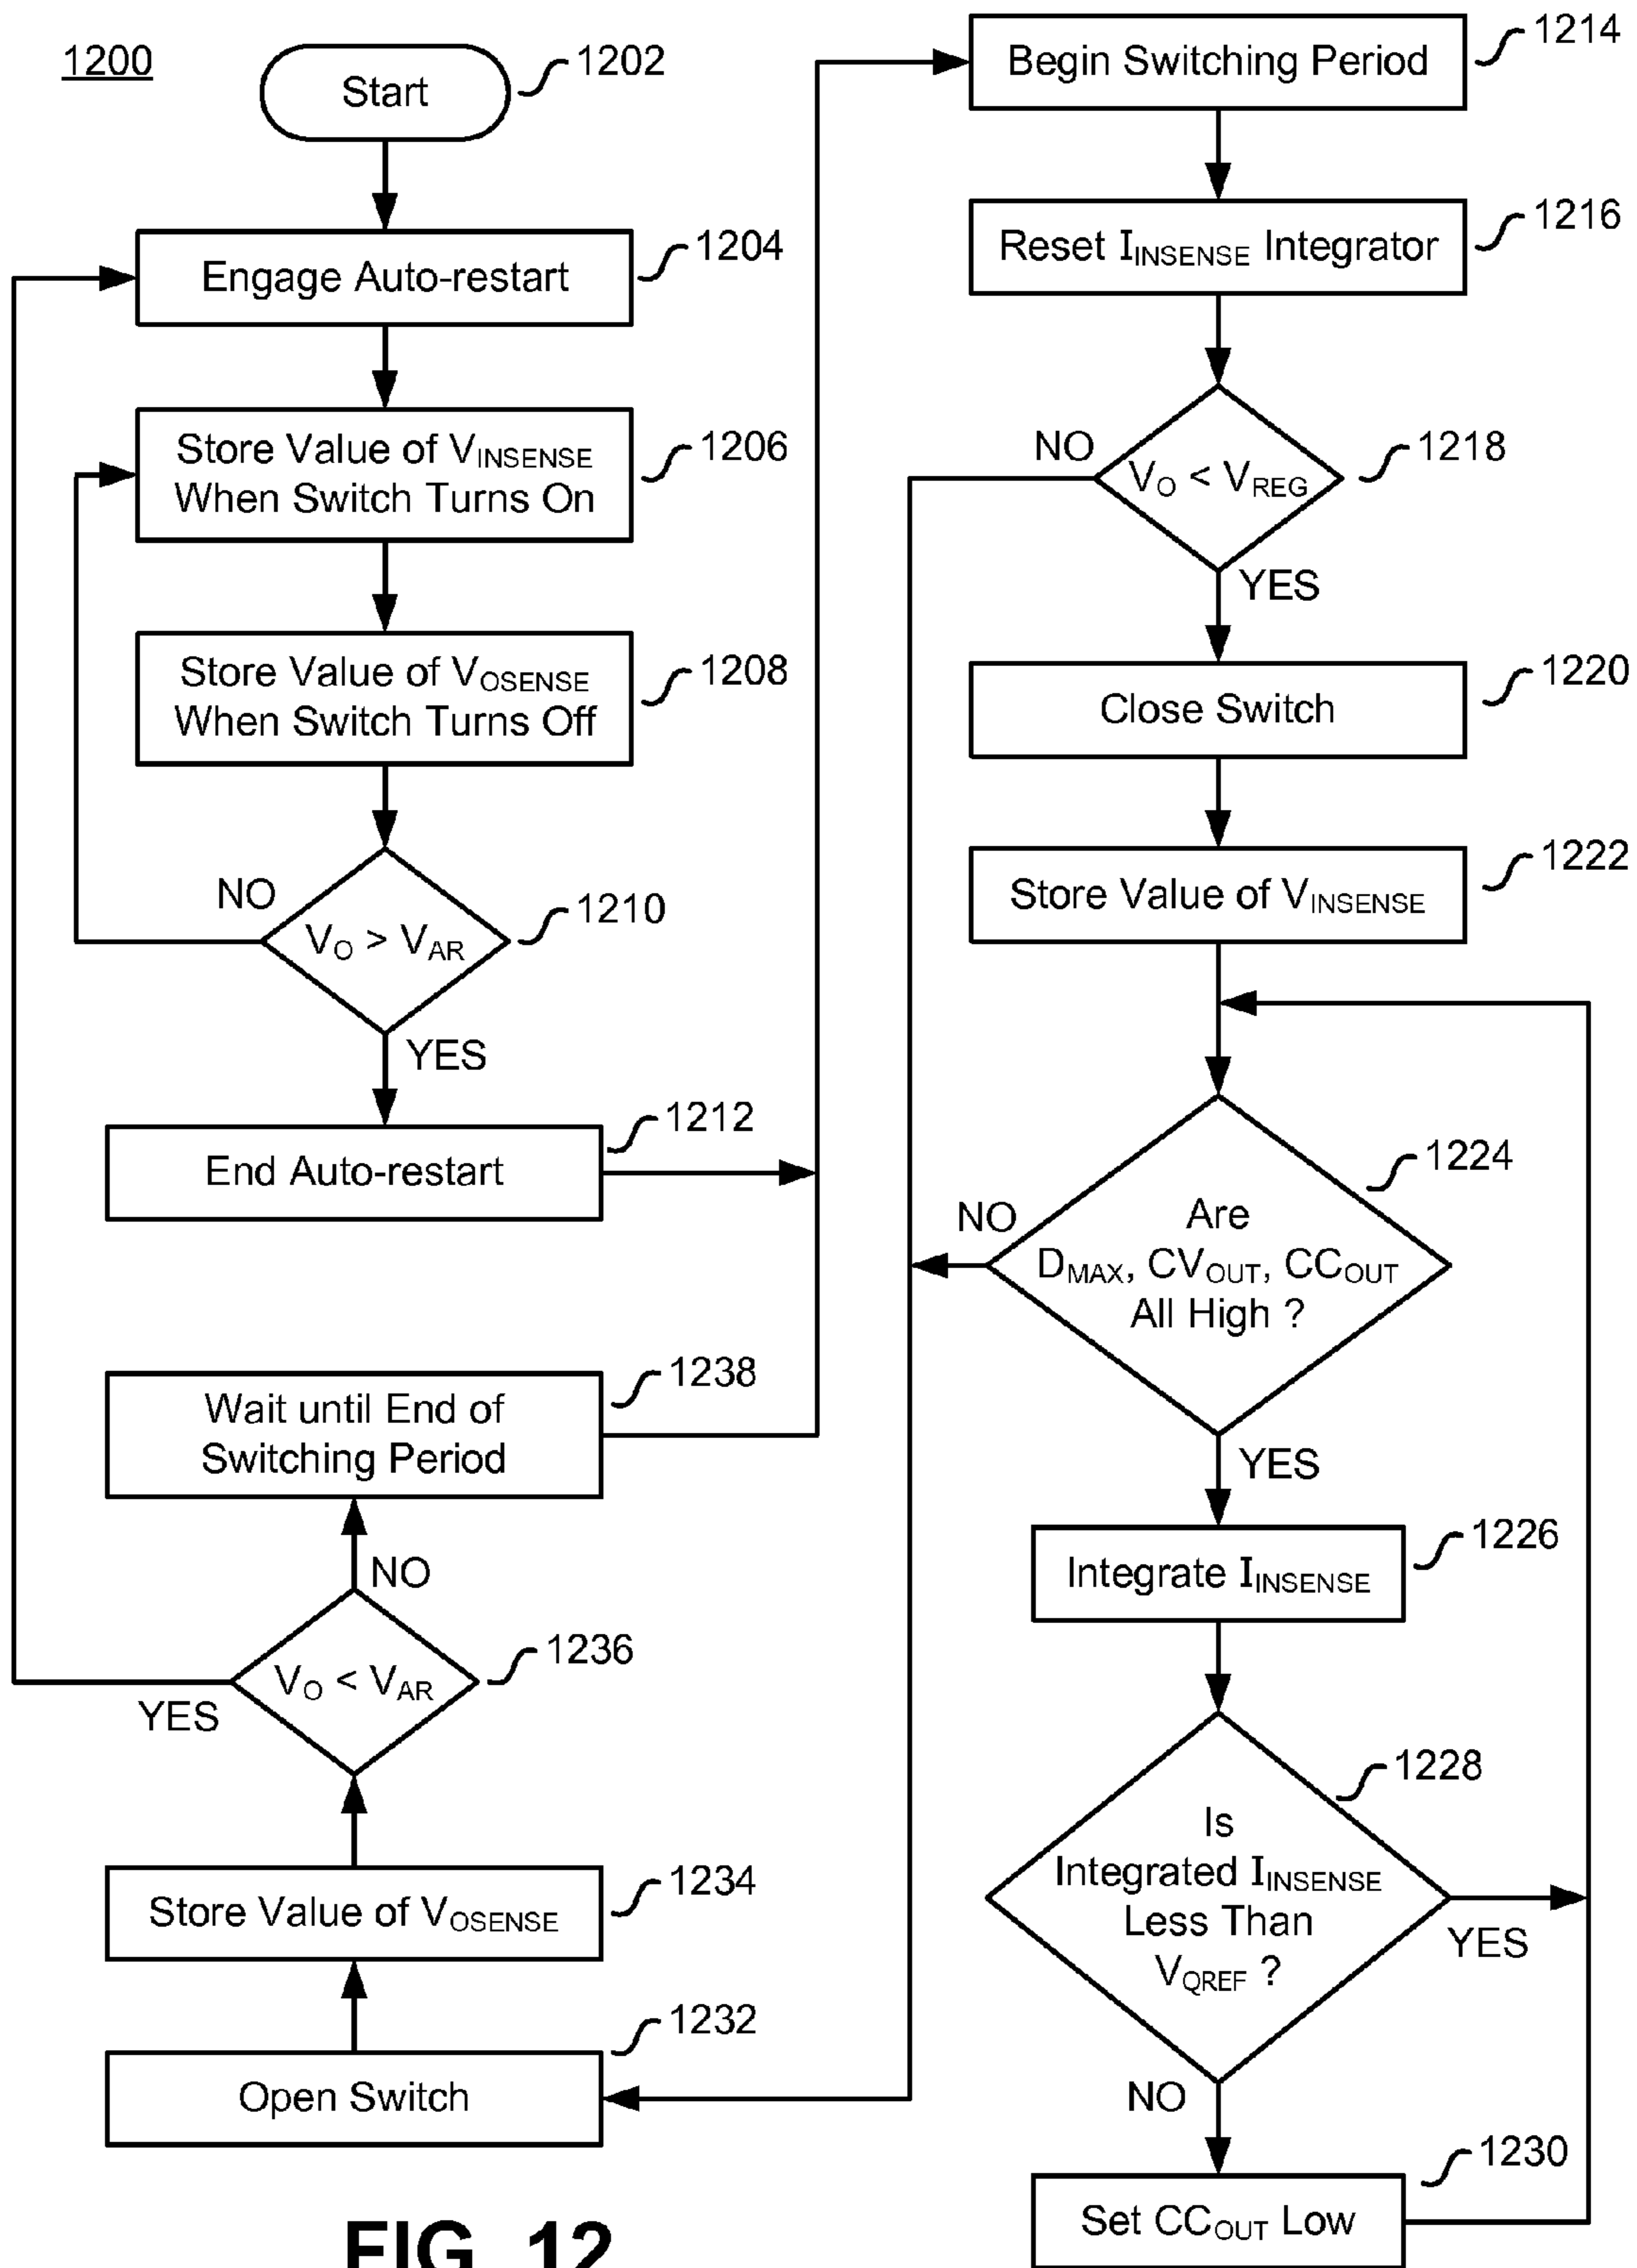 1200
Start
1202
Engage Auto-restart
1204
Store Value of VINSENSE
When Switch Turns On
1206
Store Value of VOSENSE
When Switch Turns Off
1208
NO
VO > VAR
1210
YES
End Auto-restart
1212
Wait until End of
Switching Period
1238
NO
VO < VAR
1236
YES
Store Value of VOSENSE
1234
Open Switch
1232
Begin Switching Period
1214
Reset IINSENSE Integrator
1216
NO
VO < VREG
1218
YES
Close Switch
1220
Store Value of VINSENSE
1222
NO
Are
DMAX, CVOUT, CCOUT
All High ?
1224
YES
Integrate IINSENSE
1226
Is
Integrated IINSENSE
Less Than
VQREF ?
1228
YES
NO
Set CCOUT Low
1230
FIG. 12